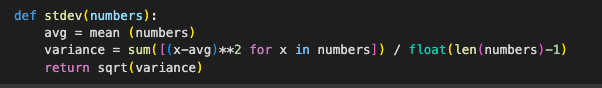 def stdev(numbers):
    avg = mean (numbers)
    variance = sum([(x-avg)**2 for x in numbers]) / float(len(numbers)-1)
    return sqrt(variance)